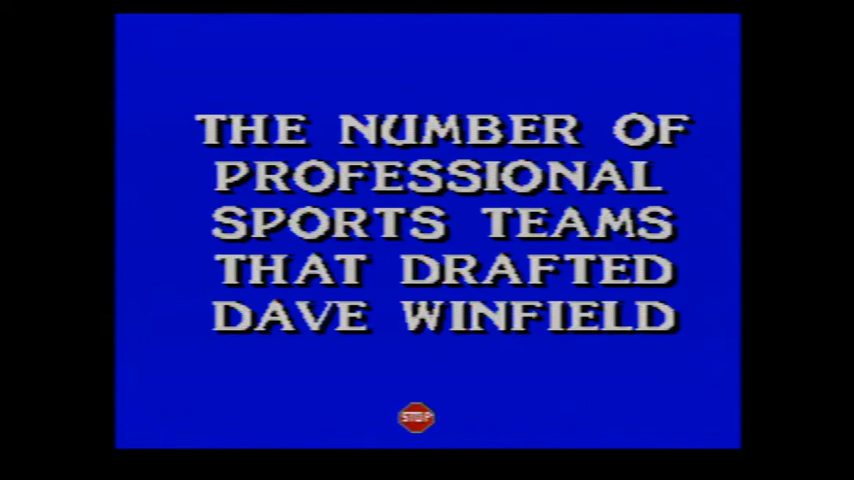 THE NUMBER OF
PROFESSIONAL
SPORTS TEAMS
THAT DRAFTED
DAVE WINFIELD
STOP